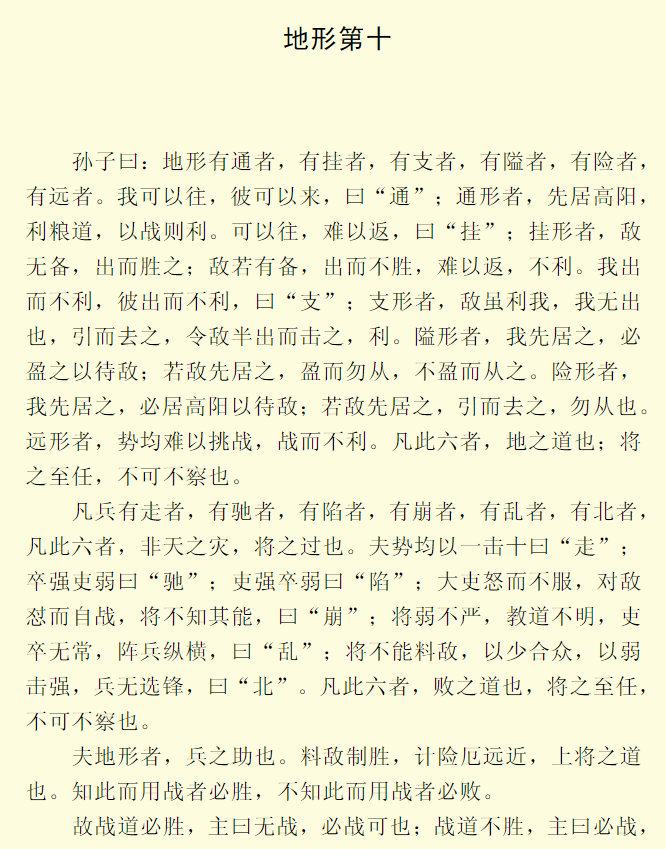 地形第十
孙子曰：地形有通者，有挂者，有支者，有隘者，有险者，
有远者。我可以往，彼可以来，曰“通”；通形者，先居高阳，
利粮道，以战则利。可以往，难以返，曰“挂”；挂形者，敌
无备，出而胜之；敌若有备，出而不胜，难以返，不利。我出
而不利，彼出而不利，曰“支”；支形者，敌虽利我，我无出
也，引而去之，令敌半出而击之，利。隘形者，我先居之，必
盈之以待敌；若敌先居之，盈而勿从，不盈而从之。险形者，
我先居之，必居高阳以待敌；若敌先居之，引而去之，勿从也。
远形者，势均难以挑战，战而不利。凡此六者，地之道也；将
之至任，不可不察也。
凡兵有走者，有驰者，有陷者，有崩者，有乱者，有北者，
凡此六者，非天之灾，将之过也。夫势均以一击十曰“走”；
卒强吏弱曰“驰”；吏强卒弱曰“陷”；大吏怒而不服，对敌
怼而自战，将不知其能，曰“崩”；将弱不严，教道不明，吏
卒无常，阵兵纵横，曰“乱”；将不能料敌，以少合众，以弱
击强，兵无选锋，曰“北”。凡此六者，败之道也，将之至任，
不可不察也。
夫地形者，兵之助也。料敌制胜，计险厄远近，上将之道
也。知此而用战者必胜，不知此而用战者必败。
故战道必胜，主曰无战，必战可也；战道不胜，主曰必战，